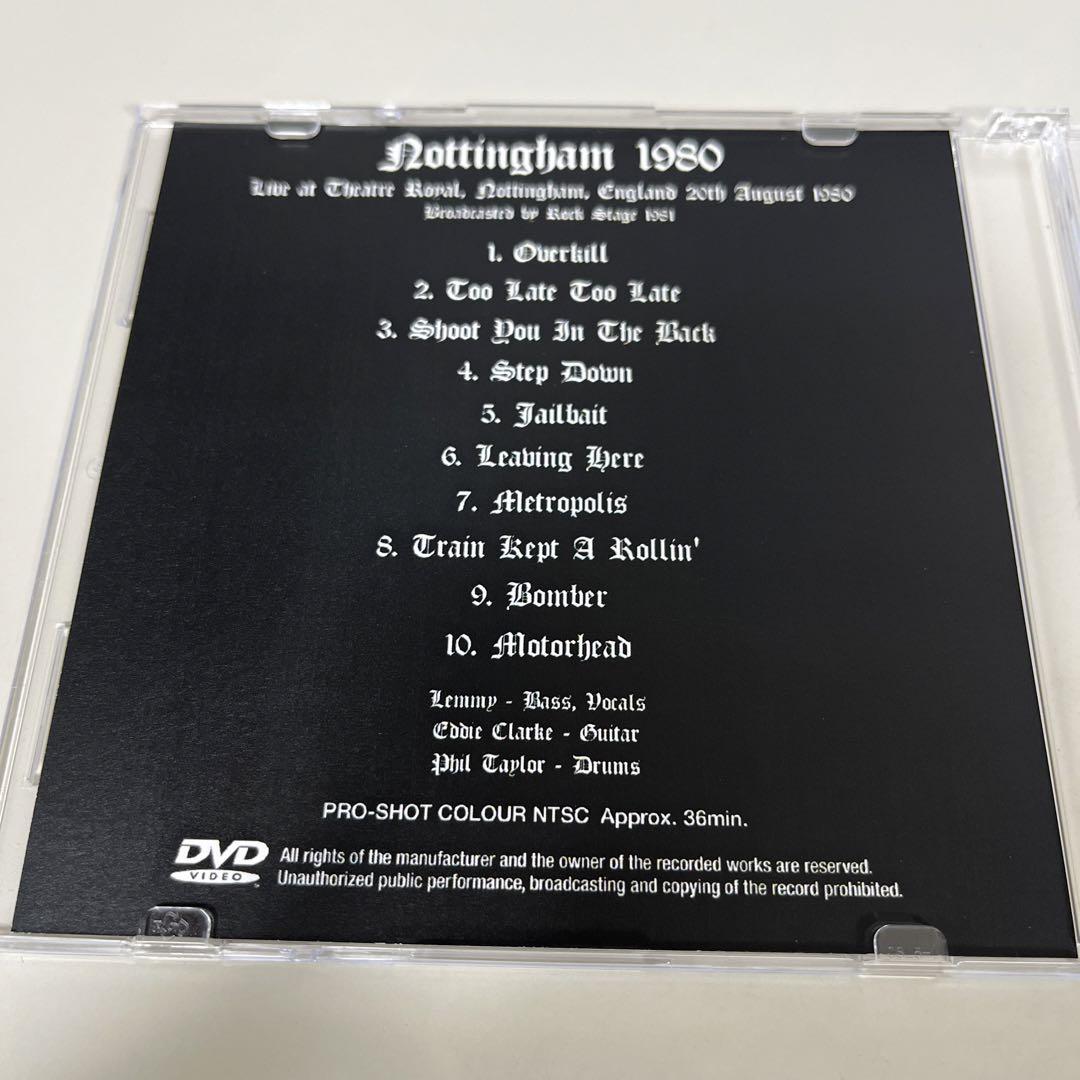 Nottingham 1980
Live at Theatre Royal, Nottingham, England 20th August 1980
Broadcasted by Rock Stage 1981
1. Overkill
2. Too Late Too Late
3. Shoot You In The Back
4. Step Down
5. Jailbait
6. Leaving Here
7. Metropolis
8. Train Kept A Rollin'
9. Bomber
10. Motorhead
Lemmy - Bass, Vocals
Eddie Clarke - Guitar
Phil Taylor - Drums
PRO-SHOT COLOUR NTSC Approx. 36min.
DVD
VIDEO
All rights of the manufacturer and the owner of the recorded works are reserved.
Unauthorized public performance, broadcasting and copying of the record prohibited.